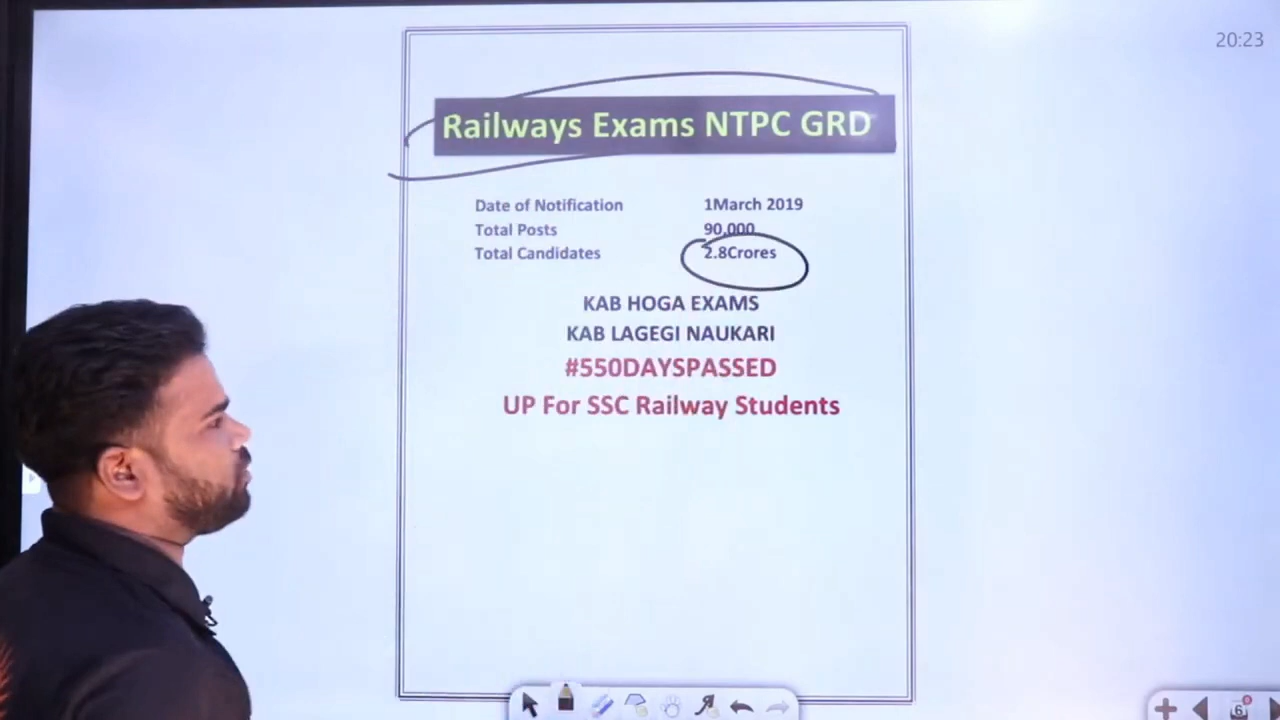 20:23
Railways Exams NTPC GRD
Date of Notification 1March 2019
Total Posts 90,000
Total Candidates 2.8Crores
KAB HOGA EXAMS
KAB LAGEGI NAUKARI
#550DAYSPASSED
UP For SSC Railway Students
6